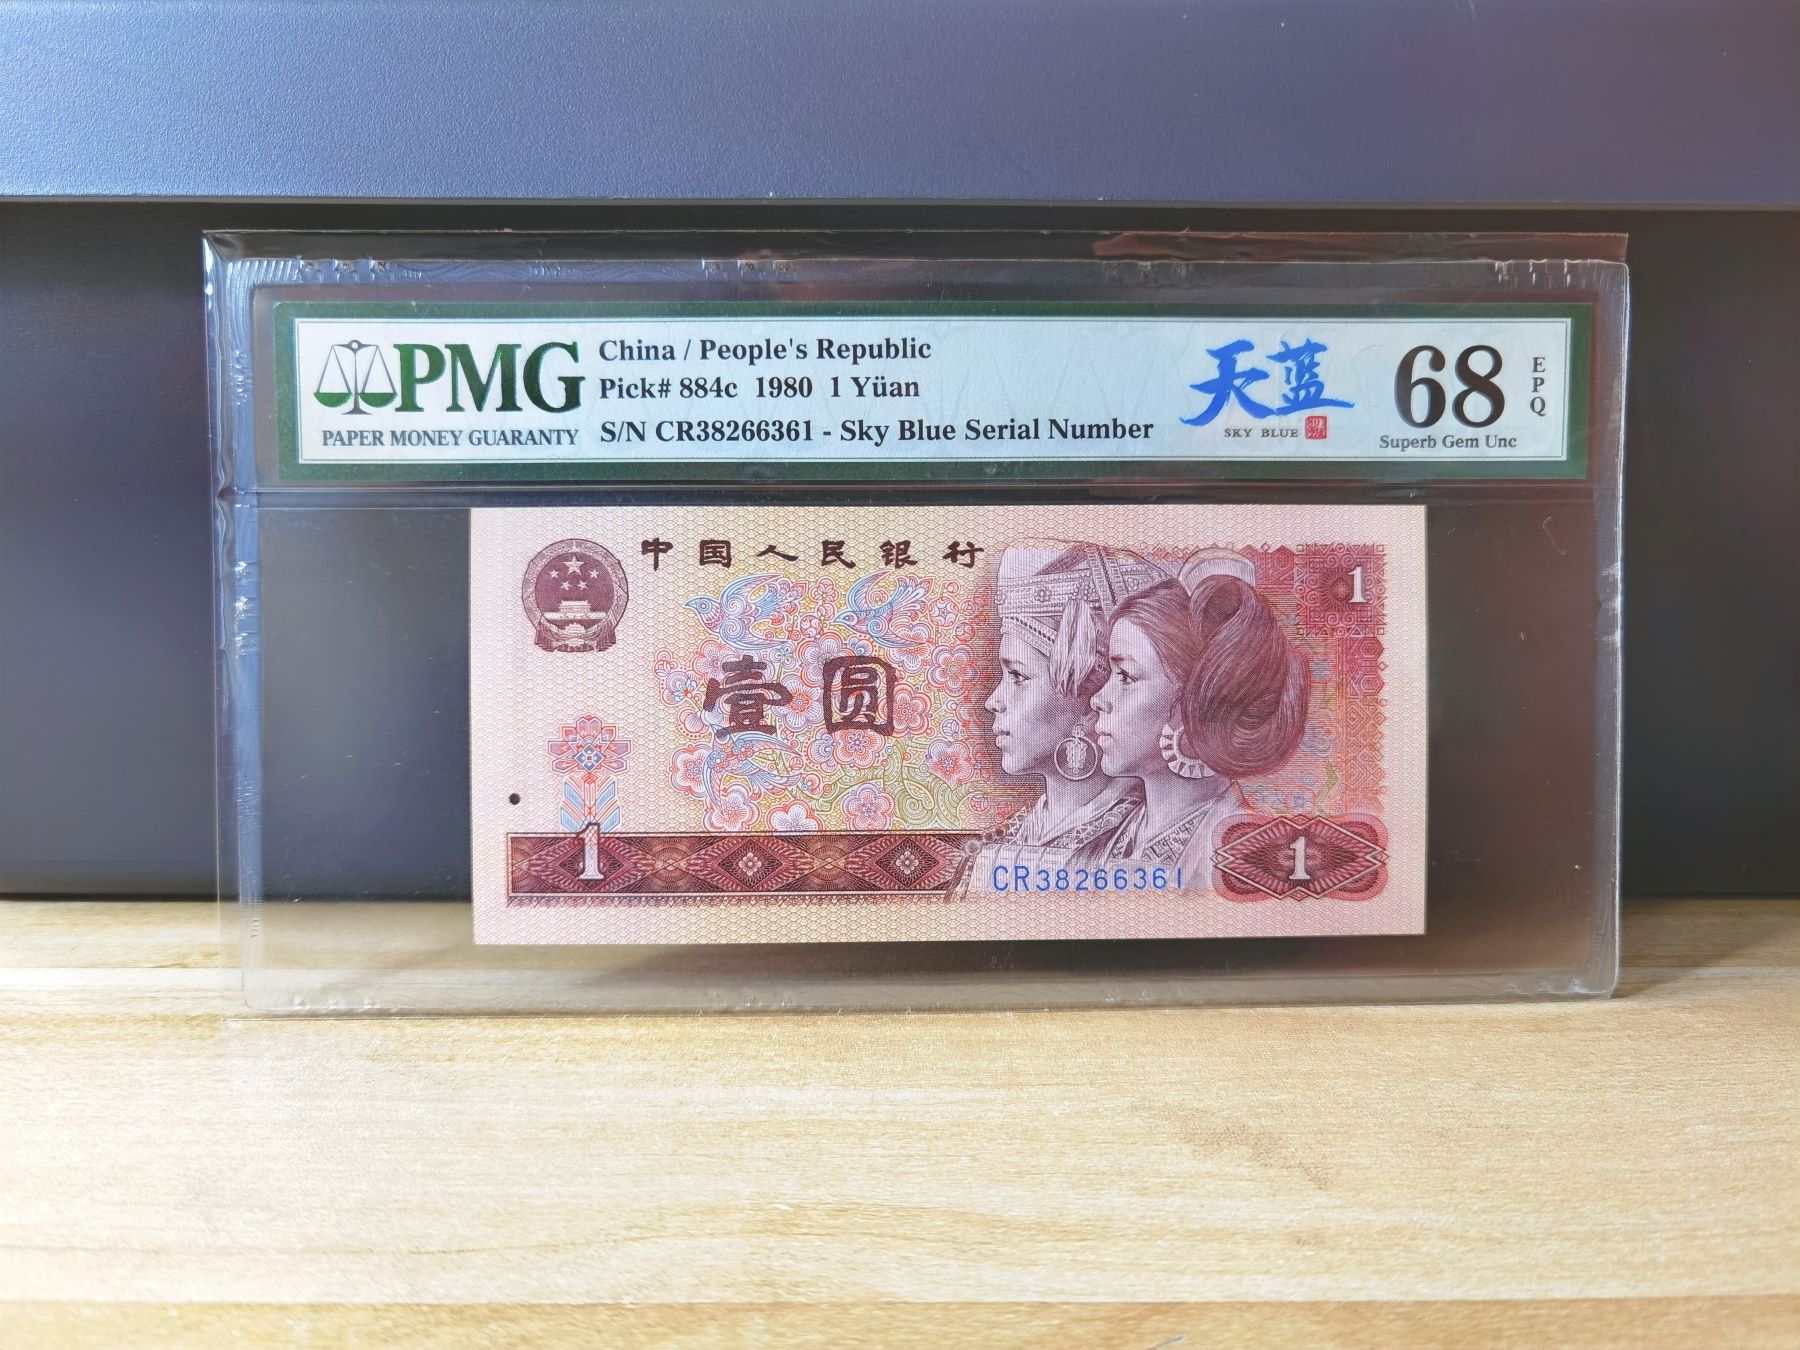 PMG
PAPER MONEY GUARANTY
China / People's Republic
Pick# 884c 1980 1 Yüan
S/N CR38266361 - Sky Blue Serial Number
天蓝
SKY BLUE
68
EPQ
Superb Gem Unc
中国人民银行
1
壹圆
1
1
CR38266361